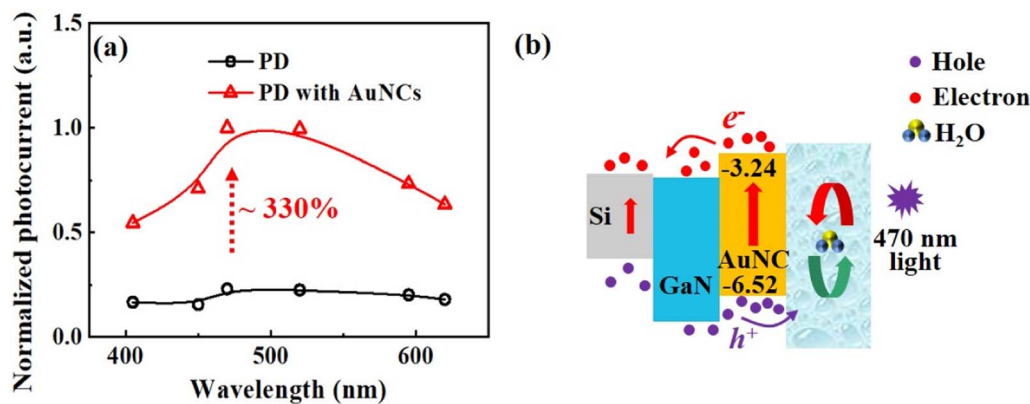 (a)
Normalized photocurrent (a.u.)
1.5
1.0
0.5
0.0
PD
PD with AuNCs
~ 330%
400
500
600
Wavelength (nm)
(b)
Hole
Electron
H₂O
e⁻
-3.24
Si
GaN
AuNC
-6.52
h⁺
470 nm
light